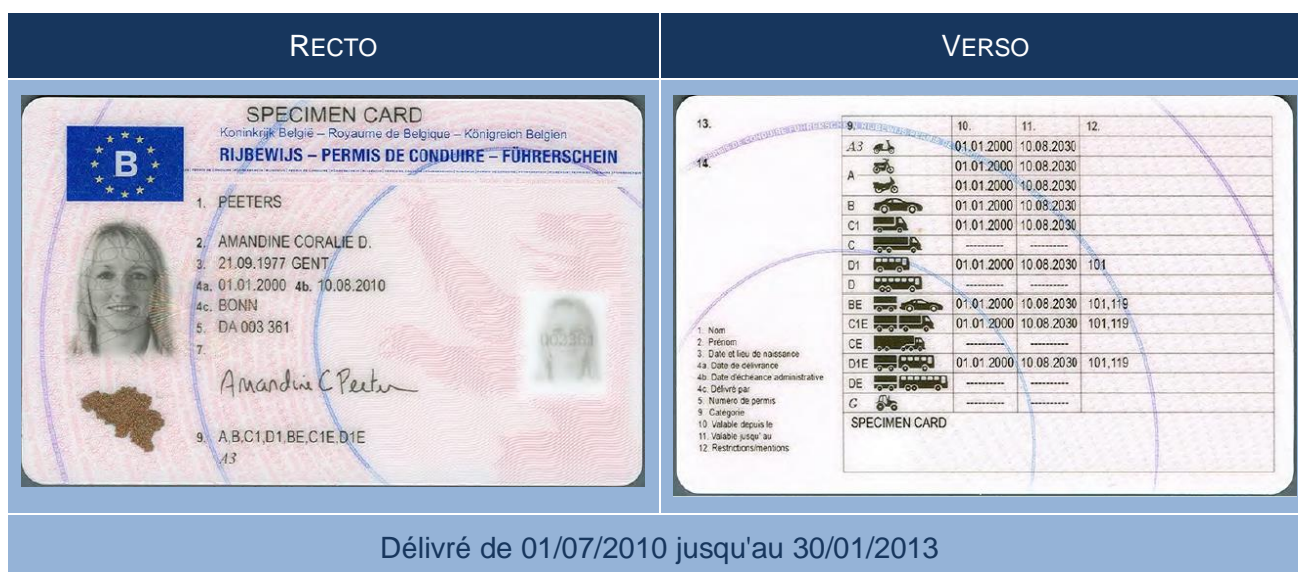 RECTO
VERSO
SPECIMEN CARD
Koninkrijk België – Royaume de Belgique – Königreich Belgien
RIJBEWIJS – PERMIS DE CONDUIRE – FÜHRERSCHEIN
B
1. PEETERS
2. AMANDINE CORALIE D.
3. 21.09.1977 GENT
4a. 01.01.2000 4b. 10.08.2010
4c. BONN
5. DA 003 361
7.
Amandine C Peeters
9. A,B,C1,D1,BE,C1E,D1E
A3
13.
14.
9. 10. 11. 12.
A3 01.01.2000 10.08.2030
A 01.01.2000 10.08.2030
01.01.2000 10.08.2030
B 01.01.2000 10.08.2030
C1 01.01.2000 10.08.2030
C ---------- ----------
D1 01.01.2000 10.08.2030 101
D ---------- ----------
BE 01.01.2000 10.08.2030 101,119
C1E 01.01.2000 10.08.2030 101,119
CE ---------- ----------
D1E 01.01.2000 10.08.2030 101,119
DE ---------- ----------
G ---------- ----------
SPECIMEN CARD
1. Nom
2. Prénom
3. Date et lieu de naissance
4a. Date de délivrance
4b. Date d'échéance administrative
4c. Délivré par
5. Numéro de permis
9. Catégorie
10. Valable depuis le
11. Valable jusqu' au
12. Restrictions/mentions
Délivré de 01/07/2010 jusqu'au 30/01/2013